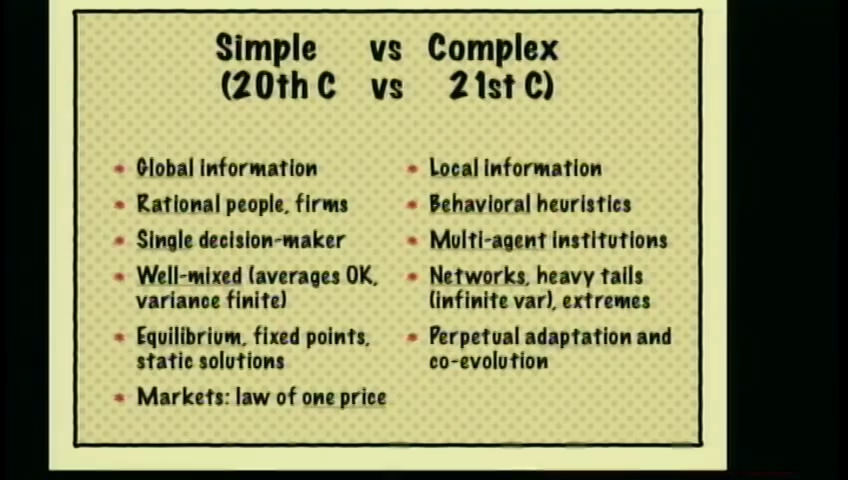 Simple vs Complex
(20th C vs 21st C)
• Global information
• Rational people, firms
• Single decision-maker
• Well-mixed (averages OK,
variance finite)
• Equilibrium, fixed points,
static solutions
• Markets: law of one price
• Local information
• Behavioral heuristics
• Multi-agent institutions
• Networks, heavy tails
(infinite var), extremes
• Perpetual adaptation and
co-evolution